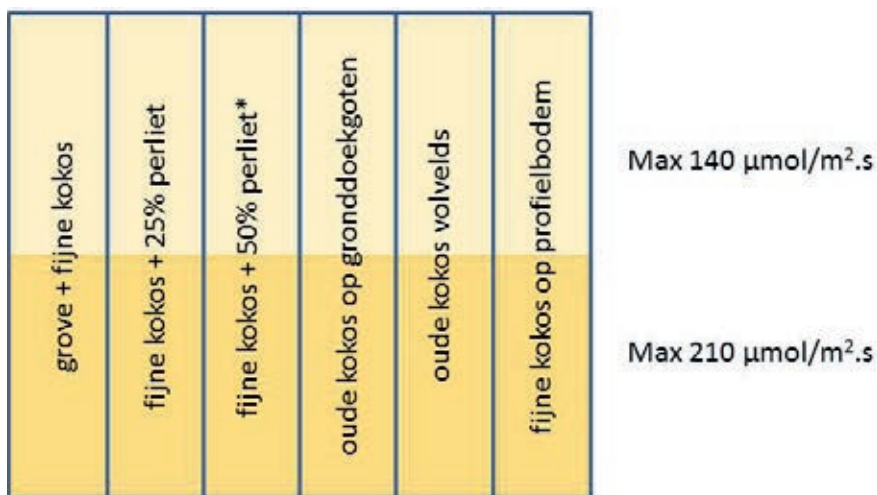 grove + fijne kokos
fijne kokos + 25% perliet
fijne kokos + 50% perliet*
oude kokos op gronddoekgoten
oude kokos volvelds
fijne kokos op profielbodem
Max 140 µmol/m².s
Max 210 µmol/m².s